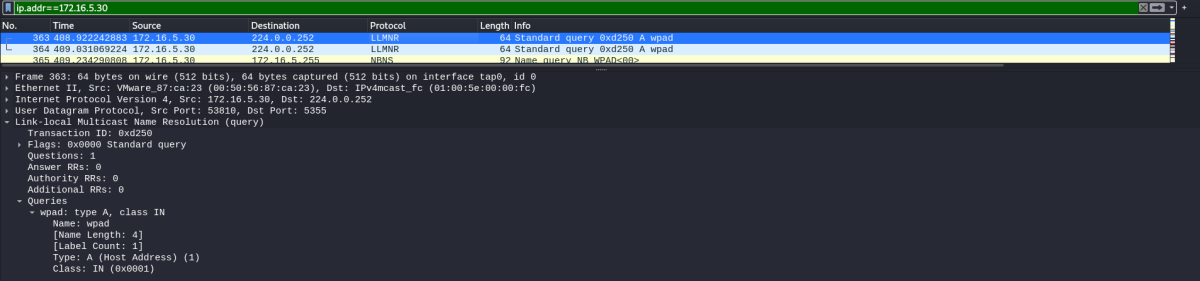 ip.addr==172.16.5.30
No. Time Source Destination Protocol Length Info
363 408.922242883 172.16.5.30 224.0.0.252 LLMNR 64 Standard query 0xd250 A wpad
364 409.031069224 172.16.5.30 224.0.0.252 LLMNR 64 Standard query 0xd250 A wpad
365 409.234290808 172.16.5.30 172.16.5.255 NBNS 92 Name query NB WPAD<00>
Frame 363: 64 bytes on wire (512 bits), 64 bytes captured (512 bits) on interface tap0, id 0
Ethernet II, Src: VMware_87:ca:23 (00:50:56:87:ca:23), Dst: IPv4mcast_fc (01:00:5e:00:00:fc)
Internet Protocol Version 4, Src: 172.16.5.30, Dst: 224.0.0.252
User Datagram Protocol, Src Port: 53810, Dst Port: 5355
Link-local Multicast Name Resolution (query)
Transaction ID: 0xd250
Flags: 0x0000 Standard query
Questions: 1
Answer RRs: 0
Authority RRs: 0
Additional RRs: 0
Queries
wpad: type A, class IN
Name: wpad
[Name Length: 4]
[Label Count: 1]
Type: A (Host Address) (1)
Class: IN (0x0001)